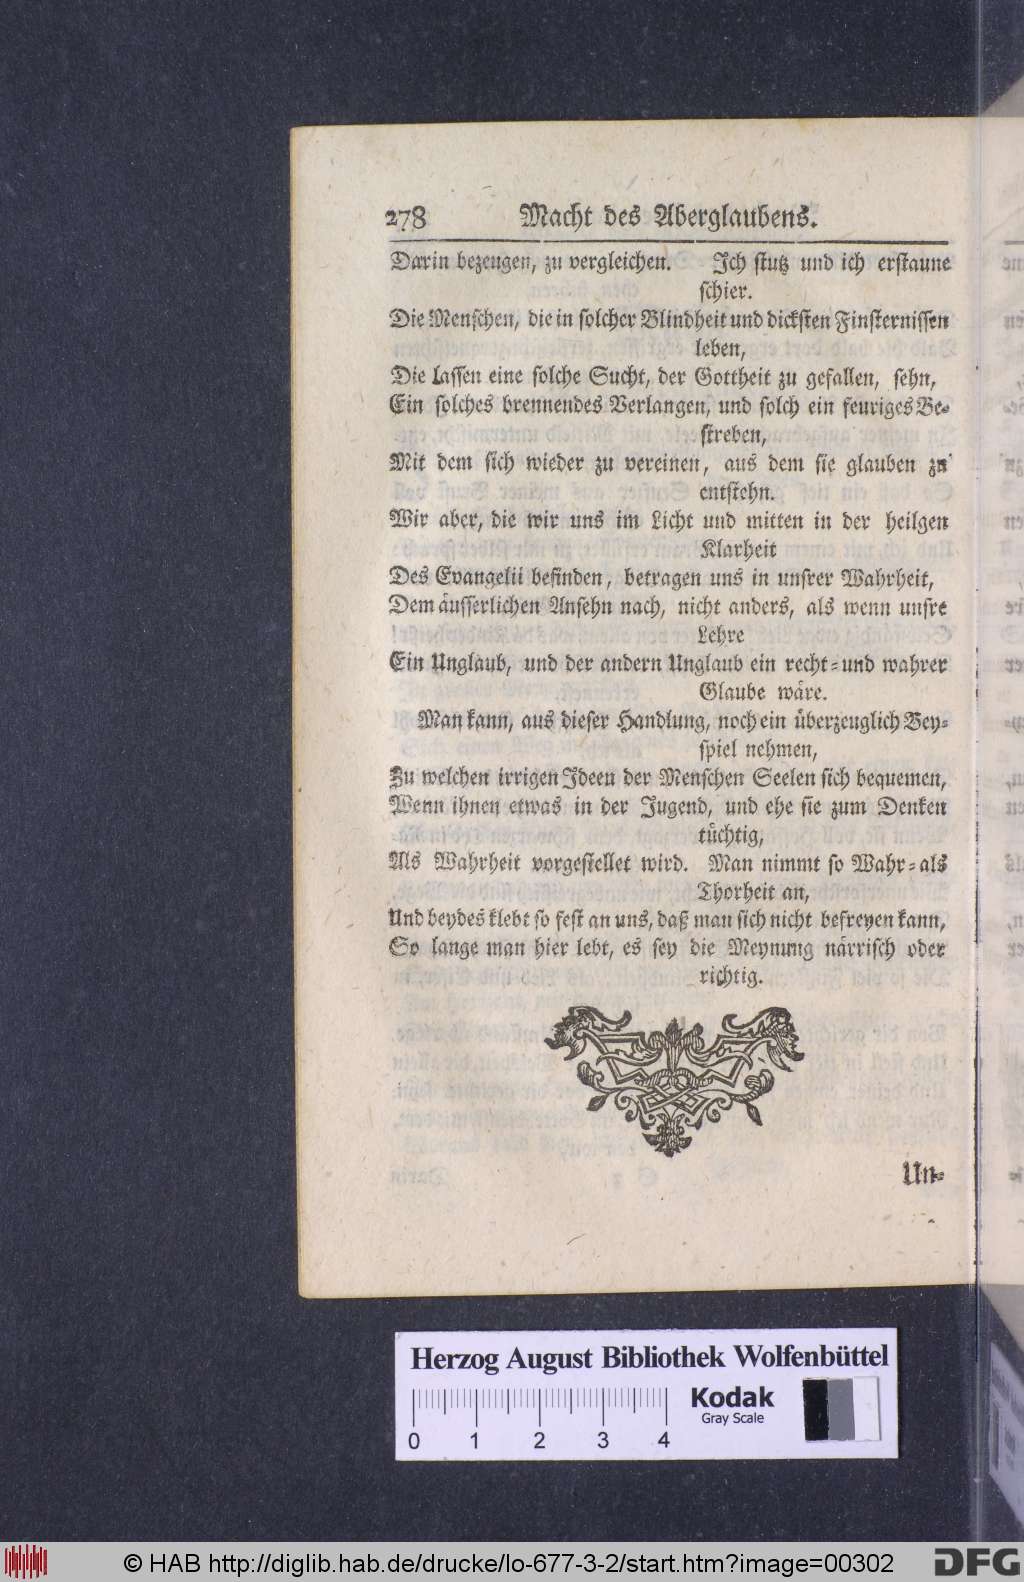 278 Macht des Aberglaubens.
Darin bezeugen, zu vergleichen. Ich stutz und ich erstaune
schier.
Die Menschen, die in solcher Blindheit und dicksten Finsternissen
leben,
Die lassen eine solche Sucht, der Gottheit zu gefallen, sehn,
Ein solches brennendes Verlangen, und solch ein feuriges Be-
streben,
Mit dem sich wieder zu vereinen, aus dem sie glauben zu
entstehn.
Wir aber, die wir uns im Licht und mitten in der heilgen
Klarheit
Des Evangelii befinden, betragen uns in unsrer Wahrheit,
Dem äusserlichen Ansehn nach, nicht anders, als wenn unsre
Lehre
Ein Unglaub, und der andern Unglaub ein recht- und wahrer
Glaube wäre.
Man kann, aus dieser Handlung, noch ein überzeuglich Bey-
spiel nehmen,
Zu welchen irrigen Ideen der Menschen Seelen sich bequemen,
Wenn ihnen etwas in der Jugend, und ehe sie zum Denken
tüchtig,
Als Wahrheit vorgestellet wird. Man nimmt so Wahr- als
Thorheit an,
Und beydes klebt so fest an uns, daß man sich nicht befreyen kann,
So lange man hier lebt, es sey die Meynung närrisch oder
richtig.
Un-
Herzog August Bibliothek Wolfenbüttel
Kodak
Gray Scale
0 1 2 3 4
© HAB http://diglib.hab.de/drucke/lo-677-3-2/start.htm?image=00302
DFG